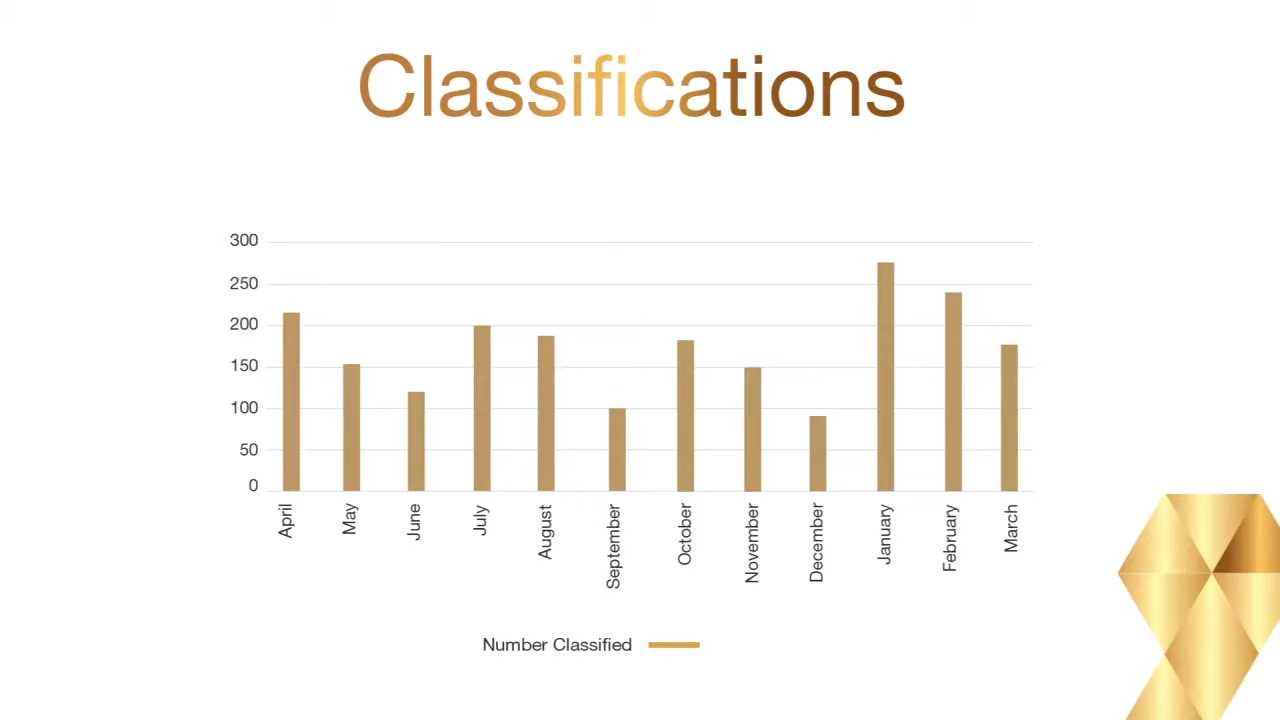 Classifications
300
250
200
150
100
50
0
April
May
June
July
August
September
October
November
December
January
February
March
Number Classified